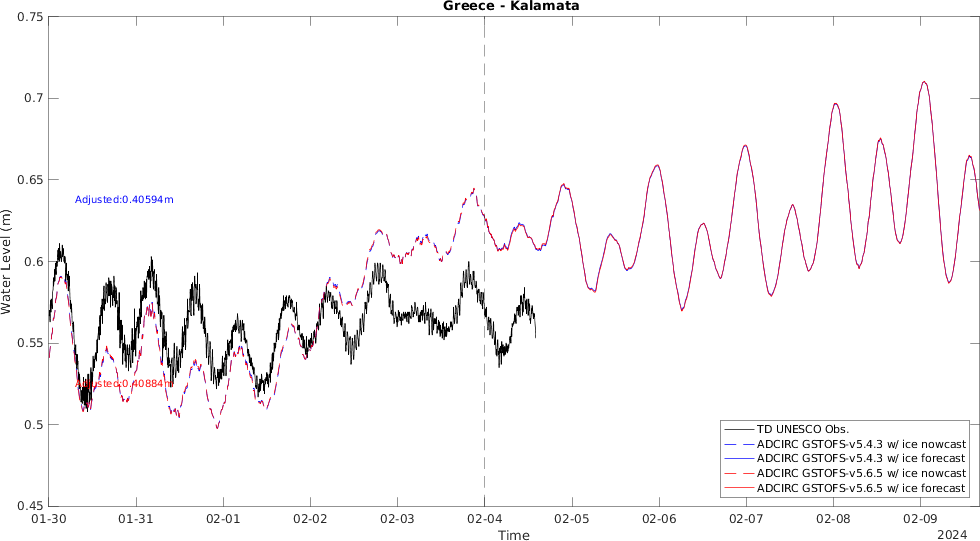 Greece - Kalamata
0.75
0.7
0.65
0.6
0.55
0.5
0.45
Water Level (m)
Adjusted:0.40594m
Adjusted:0.40884m
TD UNESCO Obs.
ADCIRC GSTOFS-v5.4.3 w/ ice nowcast
ADCIRC GSTOFS-v5.4.3 w/ ice forecast
ADCIRC GSTOFS-v5.6.5 w/ ice nowcast
ADCIRC GSTOFS-v5.6.5 w/ ice forecast
01-30 01-31 02-01 02-02 02-03 02-04 02-05 02-06 02-07 02-08 02-09
Time
2024